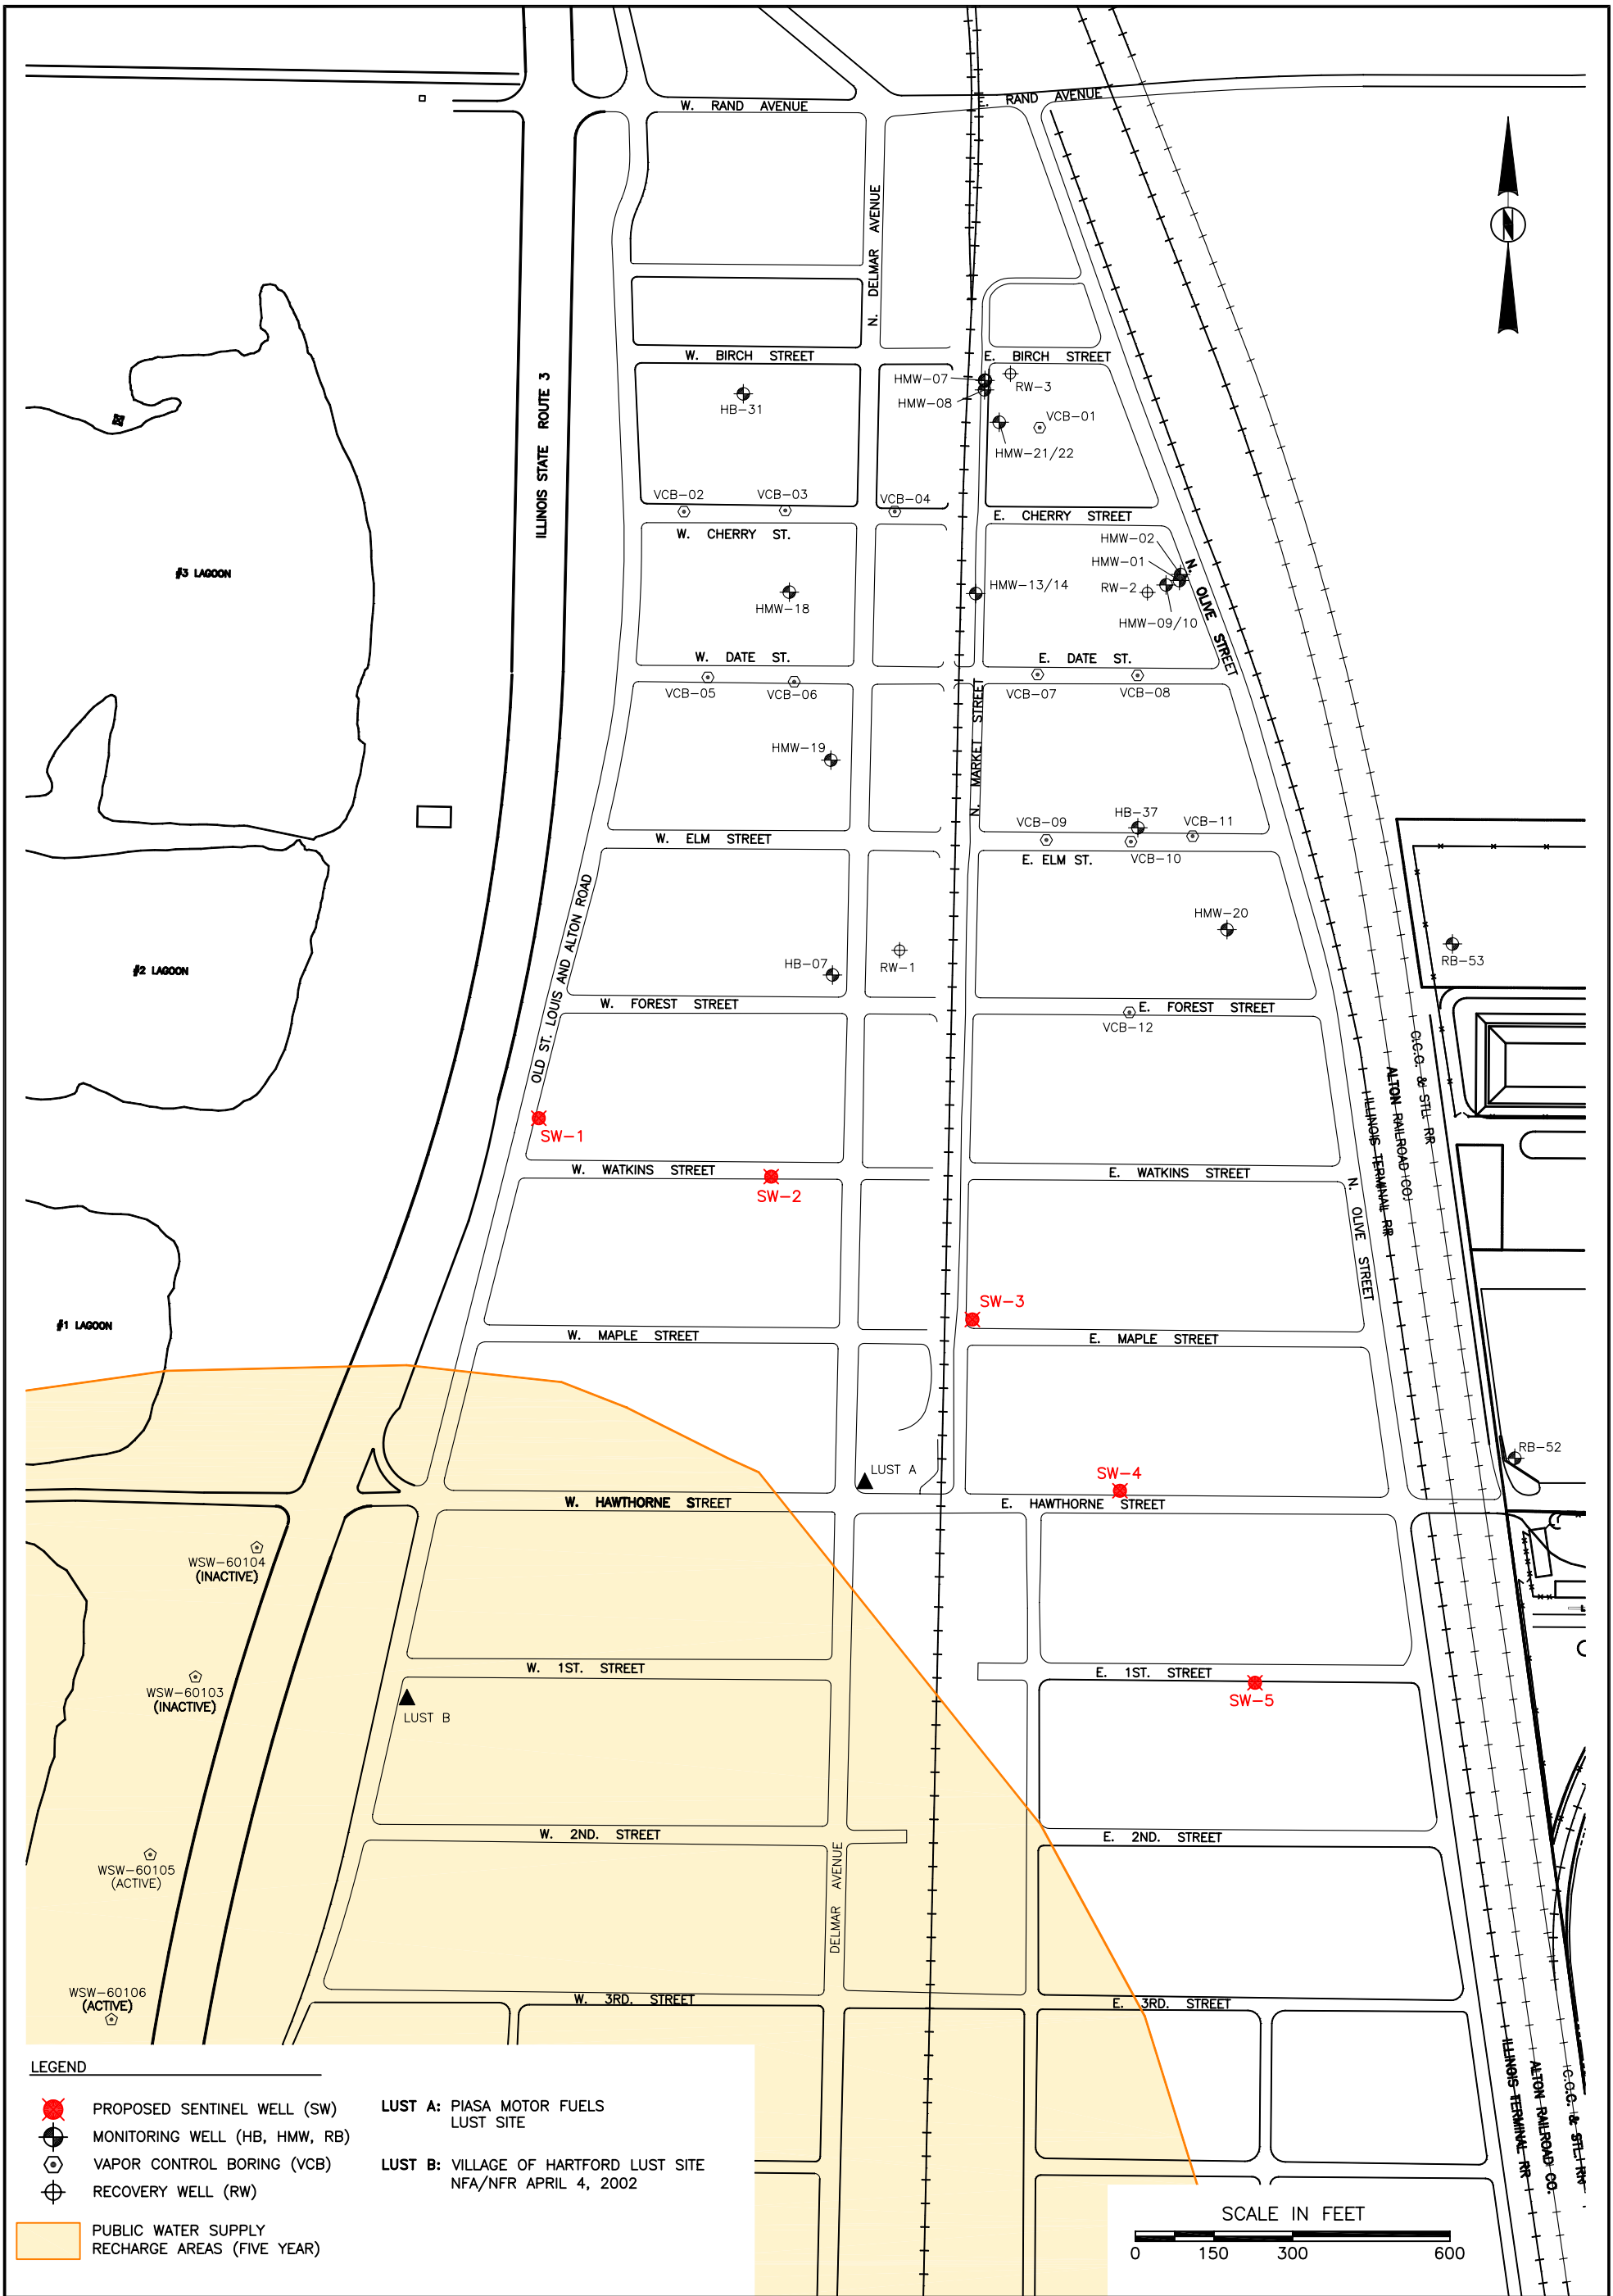 W. RAND AVENUE
E. RAND AVENUE
N. DELMAR AVENUE
ILLINOIS STATE ROUTE 3
W. BIRCH STREET
E. BIRCH STREET
HMW-07
HMW-08
RW-3
HB-31
VCB-01
HMW-21/22
VCB-02
VCB-03
VCB-04
E. CHERRY STREET
W. CHERRY ST.
HMW-02
HMW-01
RW-2
HMW-09/10
N. OLIVE STREET
#3 LAGOON
HMW-18
HMW-13/14
W. DATE ST.
E. DATE ST.
VCB-05
VCB-06
VCB-07
VCB-08
N. MARKET STREET
HMW-19
HB-37
VCB-09
VCB-11
VCB-10
W. ELM STREET
E. ELM ST.
OLD ST. LOUIS AND ALTON ROAD
HMW-20
RB-53
#2 LAGOON
HB-07
RW-1
W. FOREST STREET
E. FOREST STREET
VCB-12
C.C.C. & STL. RR
ALTON RAILROAD CO.
ILLINOIS TERMINAL RR
SW-1
W. WATKINS STREET
E. WATKINS STREET
SW-2
N. OLIVE STREET
SW-3
#1 LAGOON
W. MAPLE STREET
E. MAPLE STREET
RB-52
LUST A
SW-4
W. HAWTHORNE STREET
E. HAWTHORNE STREET
WSW-60104
(INACTIVE)
W. 1ST. STREET
E. 1ST. STREET
WSW-60103
(INACTIVE)
SW-5
LUST B
W. 2ND. STREET
E. 2ND. STREET
DELMAR AVENUE
WSW-60105
(ACTIVE)
WSW-60106
(ACTIVE)
W. 3RD. STREET
E. 3RD. STREET
ILLINOIS TERMINAL RR
ALTON RAILROAD CO.
C.C.C. & STL. RR
LEGEND
PROPOSED SENTINEL WELL (SW)
MONITORING WELL (HB, HMW, RB)
VAPOR CONTROL BORING (VCB)
RECOVERY WELL (RW)
PUBLIC WATER SUPPLY
RECHARGE AREAS (FIVE YEAR)
LUST A: PIASA MOTOR FUELS
LUST SITE
LUST B: VILLAGE OF HARTFORD LUST SITE
NFA/NFR APRIL 4, 2002
SCALE IN FEET
0 150 300 600